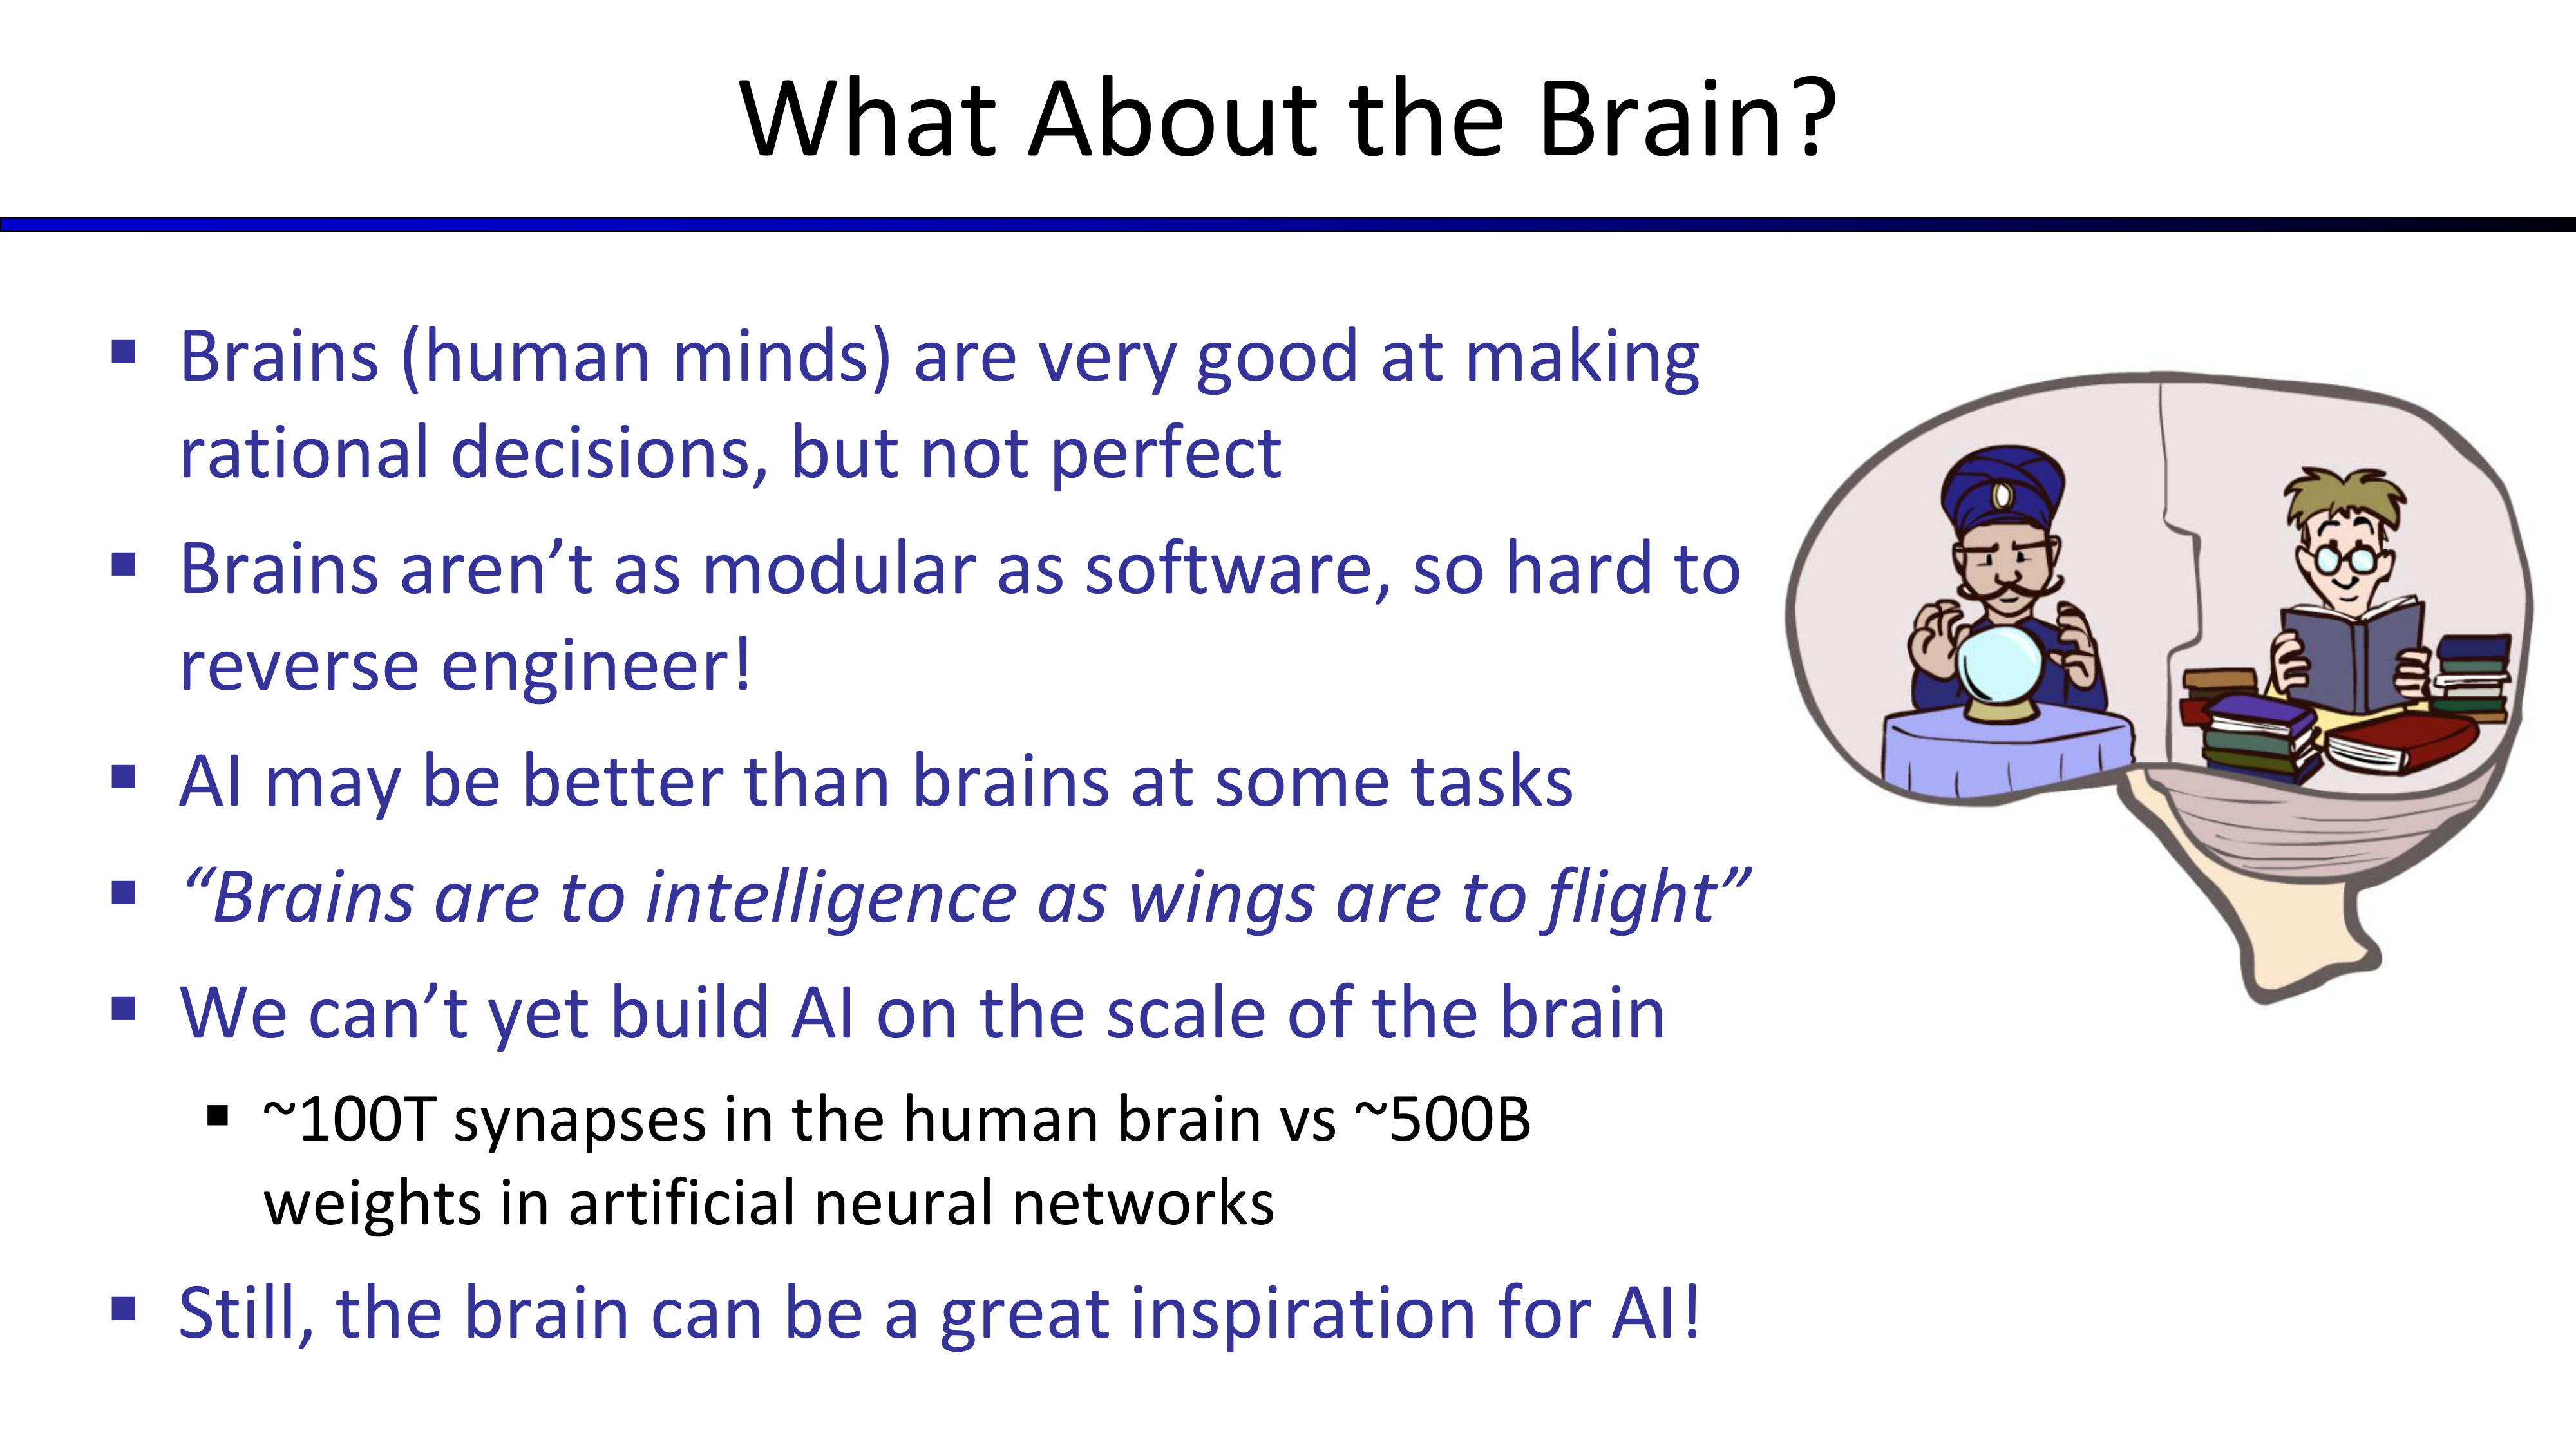 What About the Brain?
▪ Brains (human minds) are very good at making
rational decisions, but not perfect
▪ Brains aren’t as modular as software, so hard to
reverse engineer!
▪ AI may be better than brains at some tasks
▪ “Brains are to intelligence as wings are to flight”
▪ We can’t yet build AI on the scale of the brain
▪ ~100T synapses in the human brain vs ~500B
weights in artificial neural networks
▪ Still, the brain can be a great inspiration for AI!